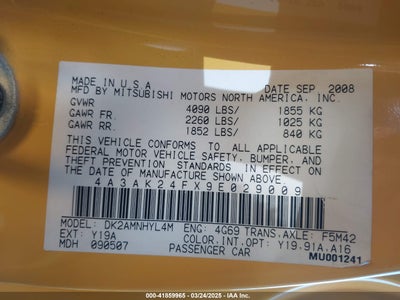 MADE IN U.S.A
DATE SEP, 2008
MFD BY MITSUBISHI MOTORS NORTH AMERICA, INC.
GVWR 4090 LBS/ 1855 KG
GAWR FR. 2260 LBS/ 1025 KG
GAWR RR. 1852 LBS/ 840 KG
THIS VEHICLE CONFORMS TO ALL APPLICABLE
FEDERAL MOTOR VEHICLE SAFETY, BUMPER, AND
THEFT PREVENTION STANDARDS IN EFFECT ON
THE DATE OF MANUFACTURE SHOWN ABOVE.
4A3AK24FX9E029009
MODEL: DK2AMNHYL4M ENG: 4G69 TRANS.AXLE: F5M42
EXT: Y19A COLOR.INT.OPT: Y19.91A.A16
MDH 090507 PASSENGER CAR
MU001241
STOCK: 41859965 | 03/24/2025 | IAAI.COM